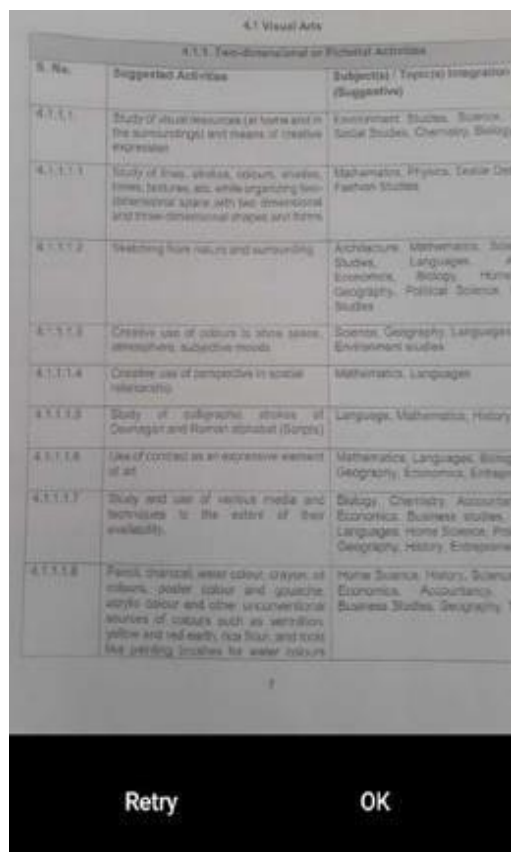 4.1 Visual Arts
4.1.1. Two-dimensional or Pictorial Activities
S. No.
Suggested Activities
Subject(s) / Topic(s) Integration
(Suggestive)
4.1.1.1.
Study of visual resources (at home and in
the surroundings) and means of creative
expression
Environment Studies, Science,
Social Studies, Chemistry, Biology
4.1.1.1.1
Study of lines, strokes, colours, shades,
tones, textures, etc. while organizing two-
dimensional space with two dimensional
and three-dimensional shapes and forms
Mathematics, Physics, Textile
Fashion Studies
4.1.1.1.2
Sketching from nature and surrounding
Architecture, Mathematics,
Studies, Languages,
Economics, Biology, Home
Geography, Political Science,
Studies
4.1.1.1.3
Creative use of colours to show space,
atmosphere, subjective moods
Science, Geography, Languages
Environment studies
4.1.1.1.4
Creative use of perspective in spatial
relationship
Mathematics, Languages
4.1.1.1.5
Study of calligraphic strokes of
Devnagari and Roman alphabet (Scripts)
Language, Mathematics, History
4.1.1.1.6
Use of contrast as an expressive element
of art
Mathematics, Languages,
Geography, Economics,
4.1.1.1.7
Study and use of various media and
techniques to the extent of their
availability.
Biology, Chemistry,
Economics, Business studies,
Languages, Home Science,
Geography, History,
4.1.1.1.8
Pencil, charcoal, water colour, crayon, oil
colours, poster colour and gouache,
acrylic colour and other unconventional
sources of colours such as vermillion,
yellow and red earth, rice flour, and tools
like painting brushes for water colours
Home Science, History, Science
Economics, Accountancy,
Business Studies, Geography,
7
Retry
OK